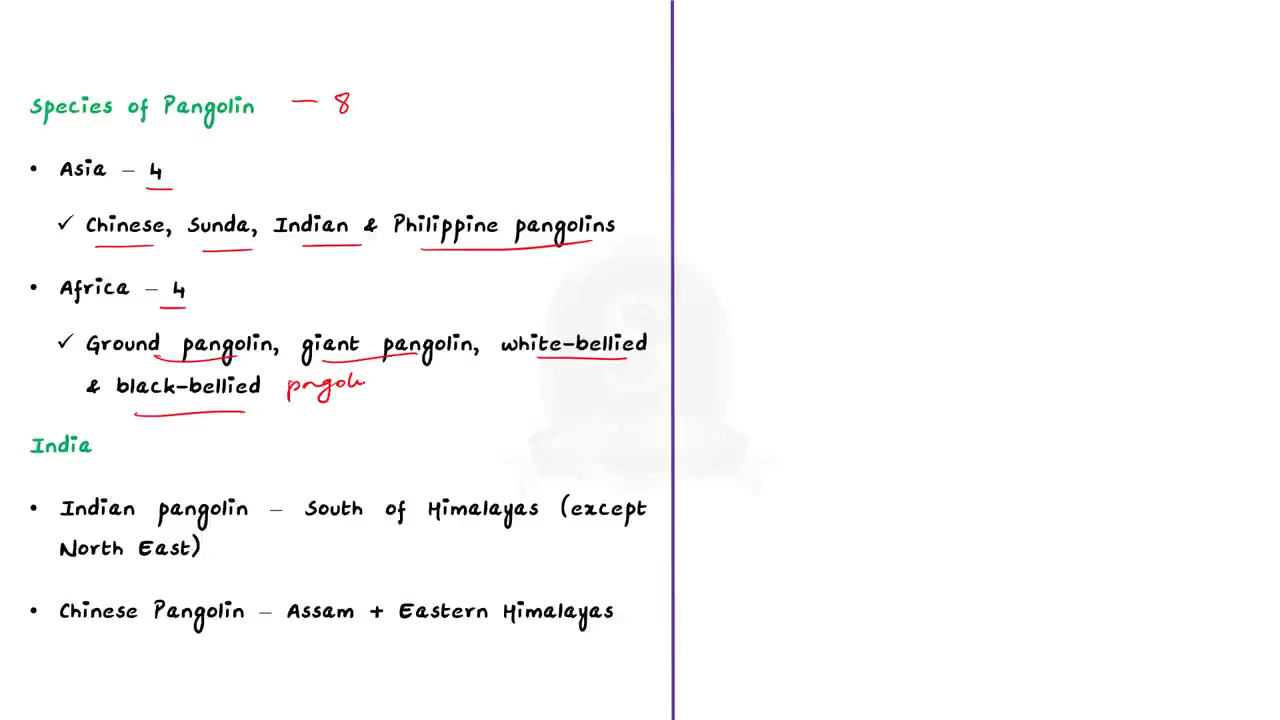 Species of Pangolin — 8
• Asia – 4
✓ Chinese, Sunda, Indian & Philippine pangolins
• Africa – 4
✓ Ground pangolin, giant pangolin, white-bellied
& black-bellied
India
• Indian pangolin – South of Himalayas (except
North East)
• Chinese Pangolin – Assam + Eastern Himalayas